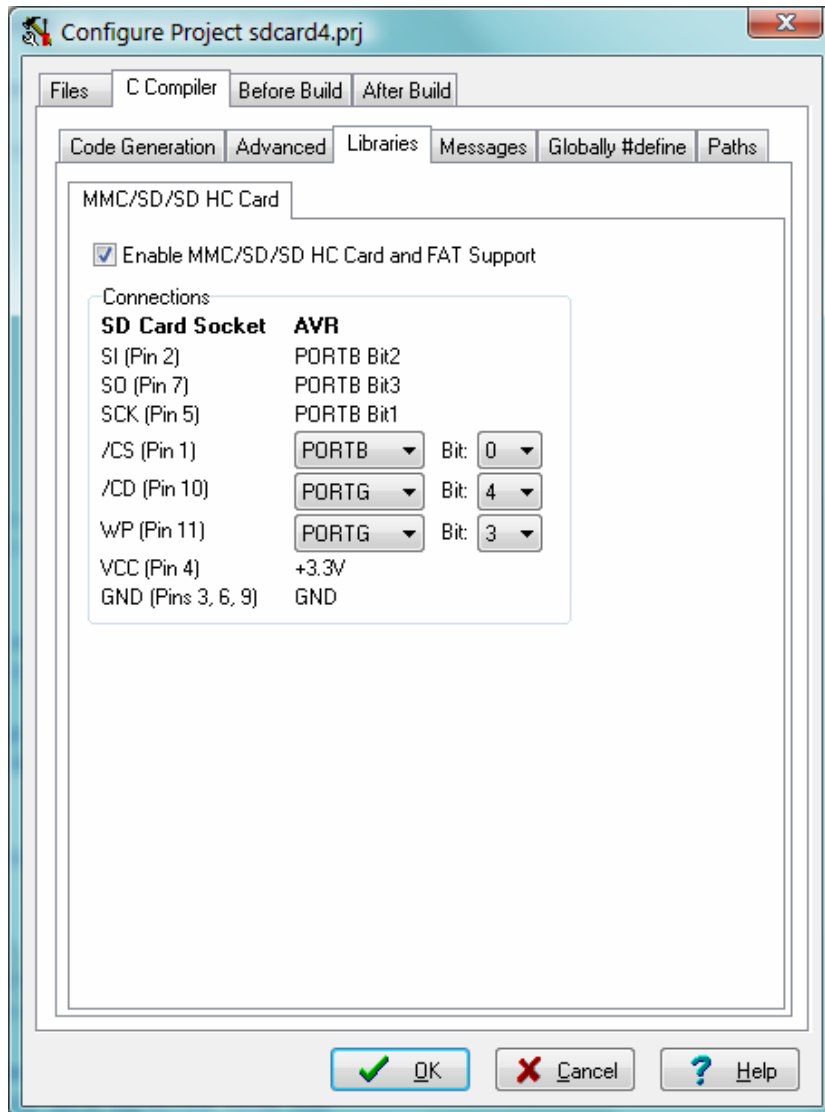 Configure Project sdcard4.prj
Files C Compiler Before Build After Build
Code Generation Advanced Libraries Messages Globally #define Paths
MMC/SD/SD HC Card
Enable MMC/SD/SD HC Card and FAT Support
Connections
SD Card Socket AVR
SI (Pin 2) PORTB Bit2
SO (Pin 7) PORTB Bit3
SCK (Pin 5) PORTB Bit1
/CS (Pin 1) PORTB Bit: 0
/CD (Pin 10) PORTG Bit: 4
WP (Pin 11) PORTG Bit: 3
VCC (Pin 4) +3.3V
GND (Pins 3, 6, 9) GND
OK Cancel Help